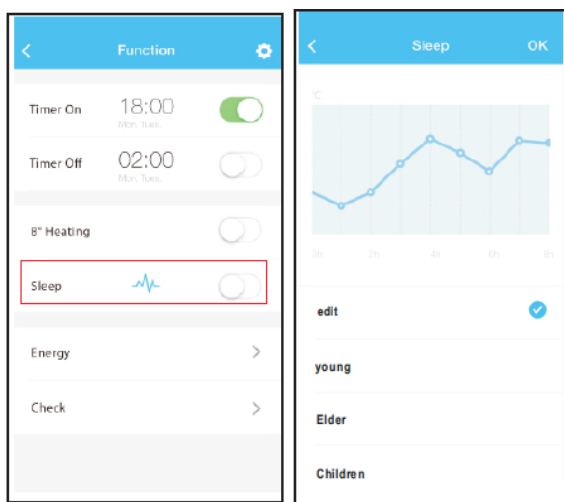 Function
Timer On 18:00
Mon. Tues.
Timer Off 02:00
Mon. Tues.
8° Heating
Sleep
Energy
Check
Sleep OK
°C
0h 2h 4h 6h 8h
edit
young
Elder
Children